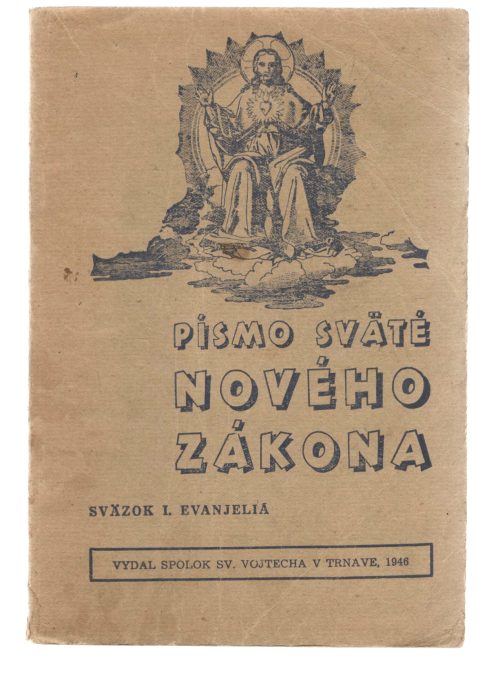 PÍSMO SVÄTÉ
NOVÉHO
ZÁKONA
SVÄZOK I. EVANJELIÁ
VYDAL SPOLOK SV. VOJTECHA V TRNAVE, 1946